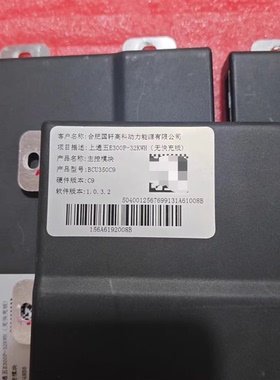 客户名称：合肥国轩高科动力能源有限公司
项目描述：上通五E300P-32KWH（无快充版）
产品名称：主控模块
产品型号：BCU350C9
硬件版本：C9
软件版本：1.0.3.2
5040012567699131A61008B
156A6192008B